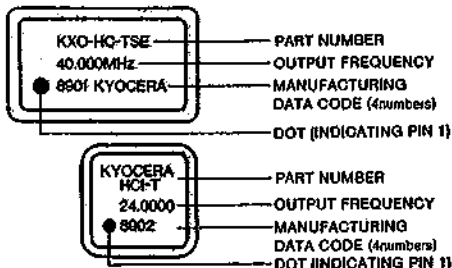 KXO-HC-TSE
PART NUMBER
40.000MHz
OUTPUT FREQUENCY
8901 KYOCERA
MANUFACTURING
DATA CODE (4numbers)
DOT (INDICATING PIN 1)
KYOCERA
HCI-T
PART NUMBER
24.0000
OUTPUT FREQUENCY
8902
MANUFACTURING
DATA CODE (4numbers)
DOT (INDICATING PIN 1)